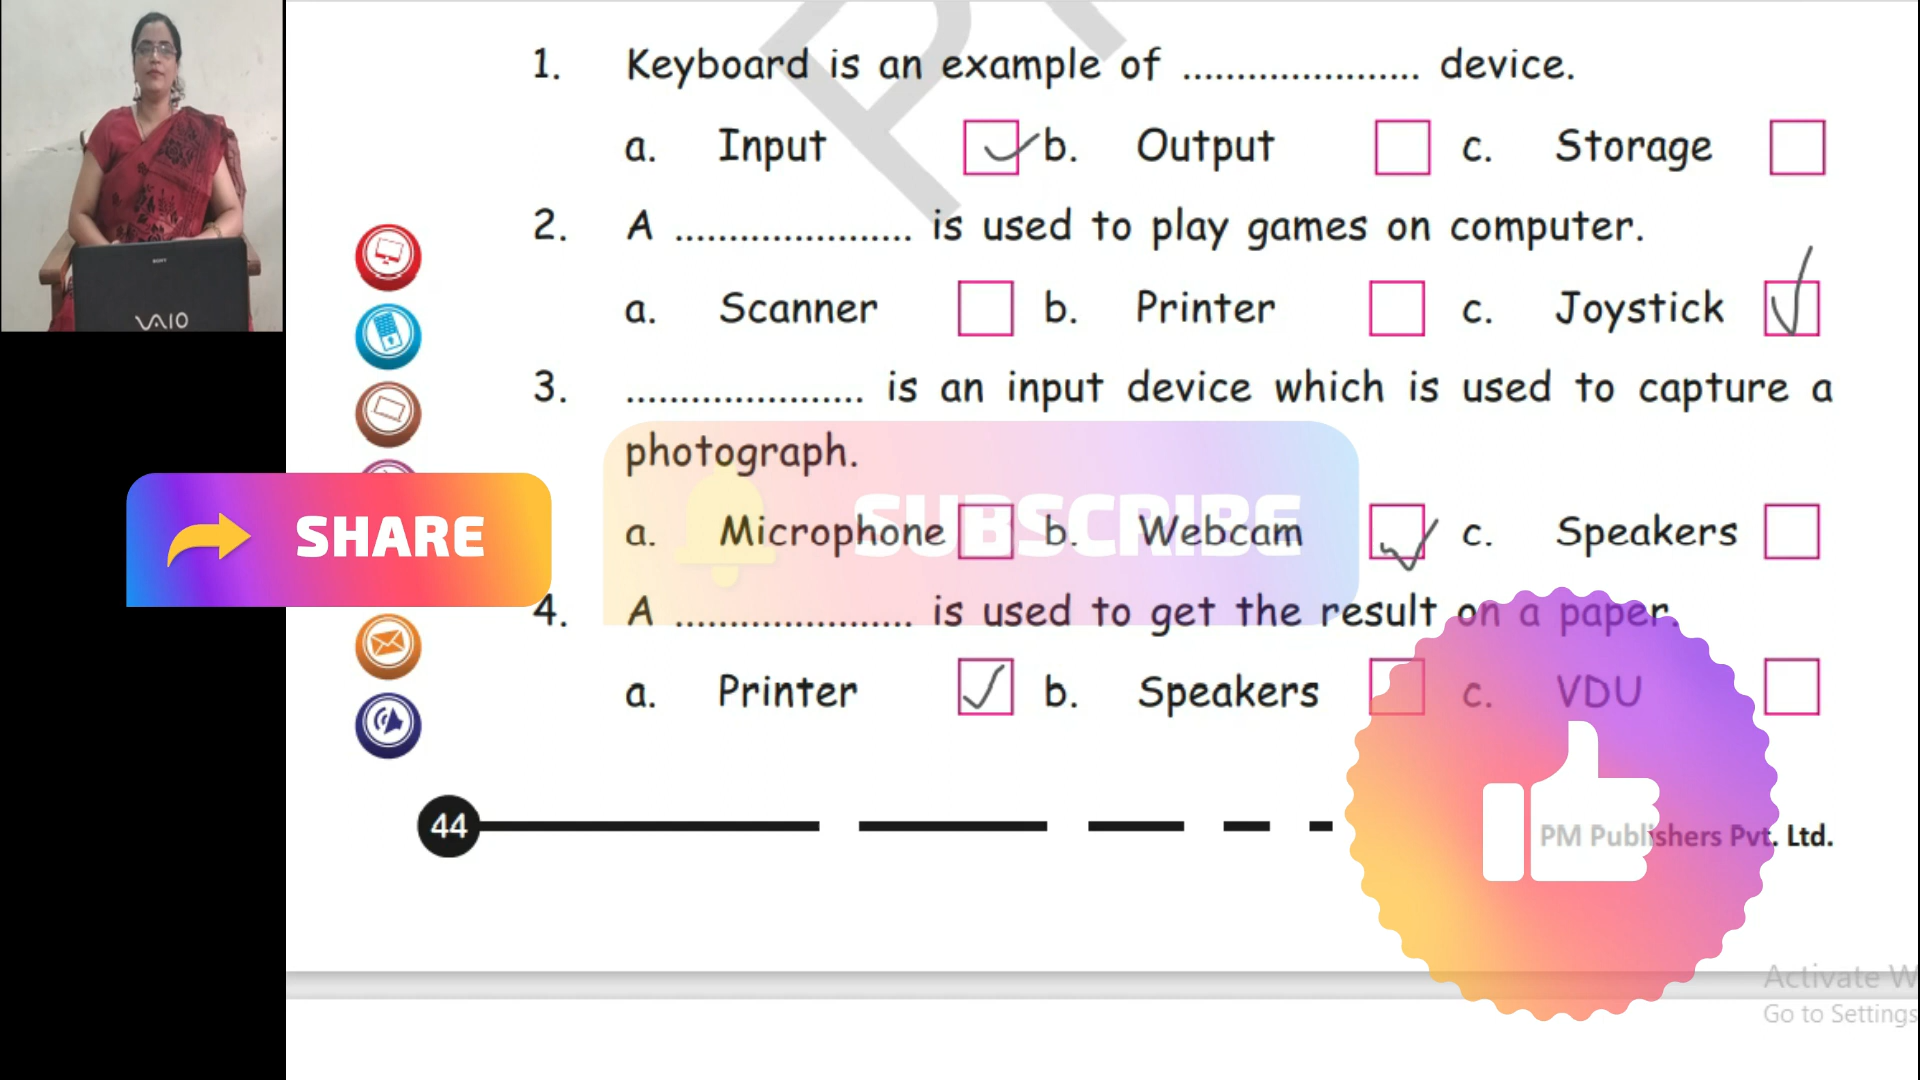 1. Keyboard is an example of ...................... device.
a. Input b. Output c. Storage
2. A ...................... is used to play games on computer.
a. Scanner b. Printer c. Joystick
3. ...................... is an input device which is used to capture a
photograph.
SHARE
SUBSCRIBE
a. Microphone b. Webcam c. Speakers
4. A ...................... is used to get the result on a paper.
a. Printer b. Speakers c. VDU
44
PM Publishers Pvt. Ltd.
SONY
VAIO
Activate W
Go to Settings